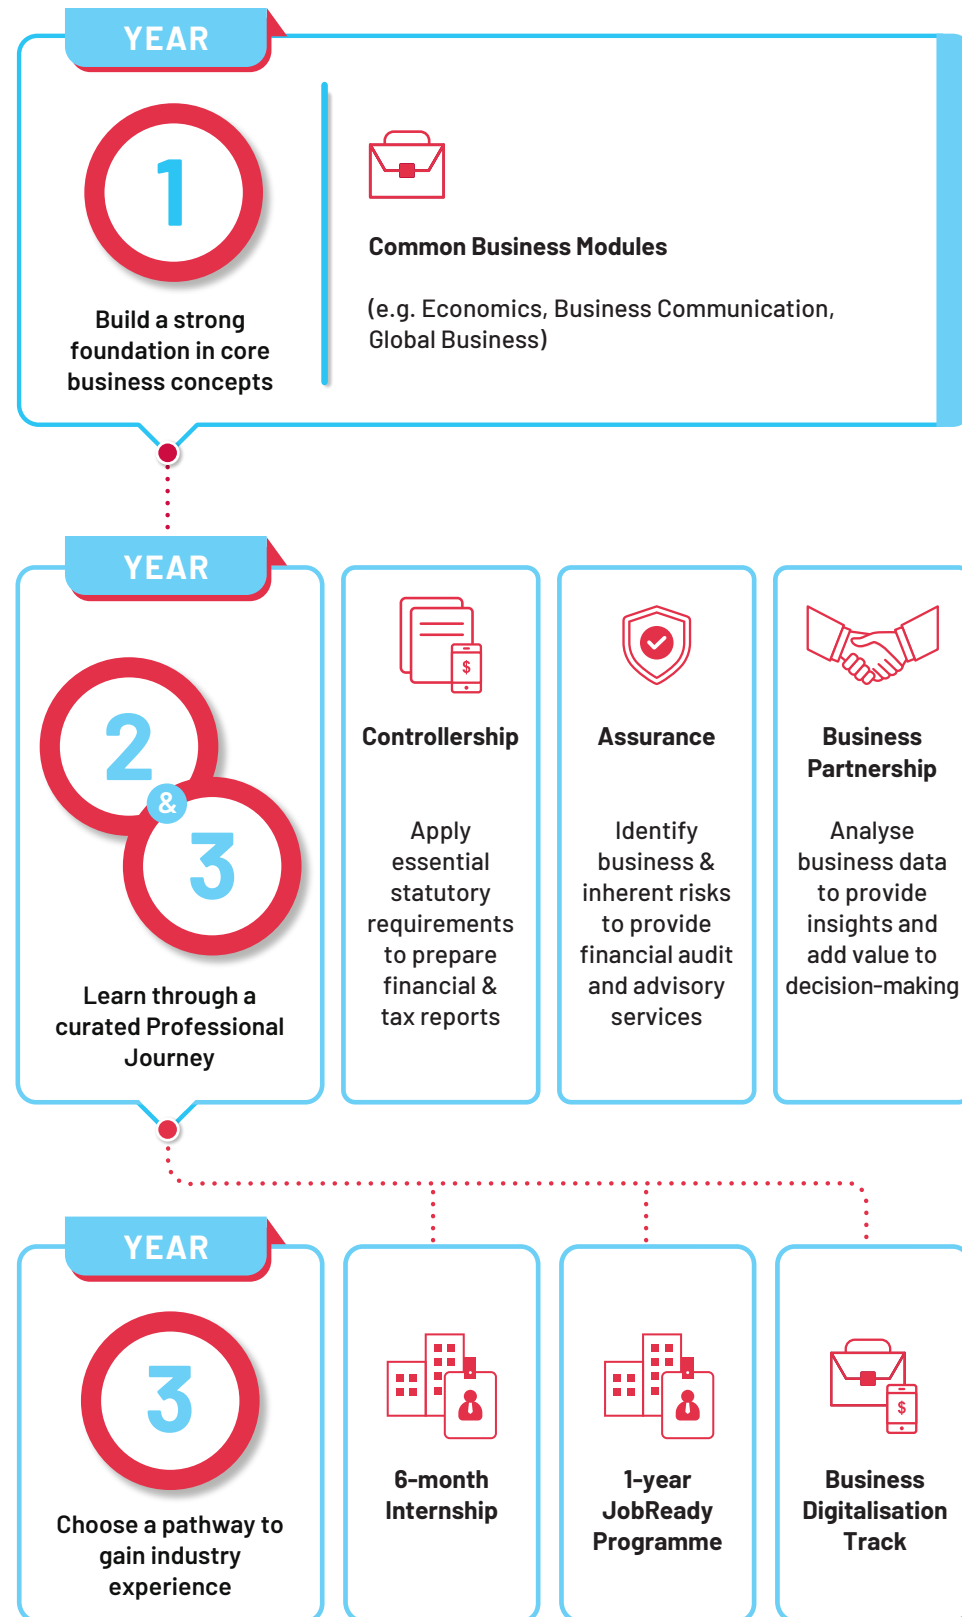 YEAR
1
Build a strong
foundation in core
business concepts
Common Business Modules
(e.g. Economics, Business Communication,
Global Business)
YEAR
2
&
3
Learn through a
curated Professional
Journey
$
Controllership
Apply
essential
statutory
requirements
to prepare
financial &
tax reports
Assurance
Identify
business &
inherent risks
to provide
financial audit
and advisory
services
Business
Partnership
Analyse
business data
to provide
insights and
add value to
decision-making
YEAR
3
Choose a pathway to
gain industry
experience
6-month
Internship
1-year
JobReady
Programme
$
Business
Digitalisation
Track